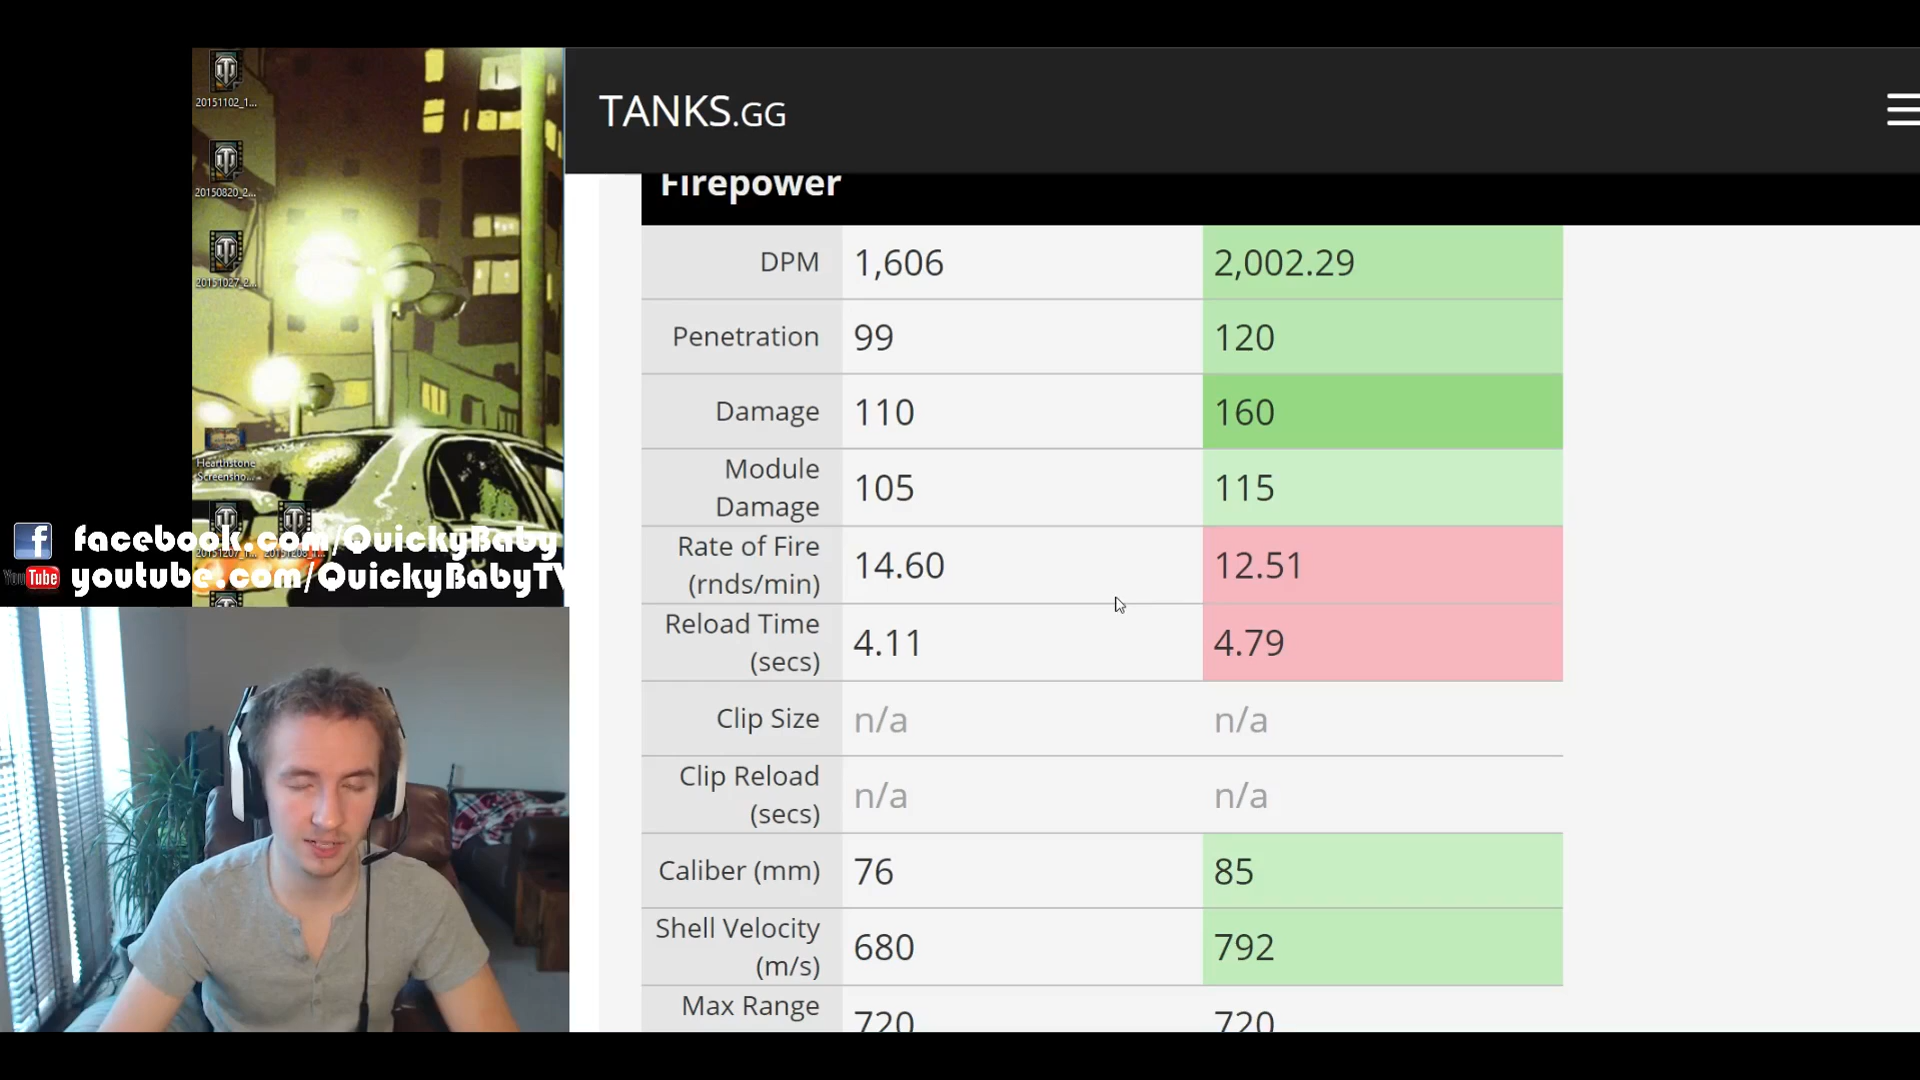 20151102_1...
20150820_2...
20151027_2...
Hearthstone
Screensho...
facebook.com/QuickyBaby
YouTube youtube.com/QuickyBabyTV
TANKS.GG
Firepower
DPM 1,606 2,002.29
Penetration 99 120
Damage 110 160
Module
Damage 105 115
Rate of Fire
(rnds/min) 14.60 12.51
Reload Time
(secs) 4.11 4.79
Clip Size n/a n/a
Clip Reload
(secs) n/a n/a
Caliber (mm) 76 85
Shell Velocity
(m/s) 680 792
Max Range 720 720